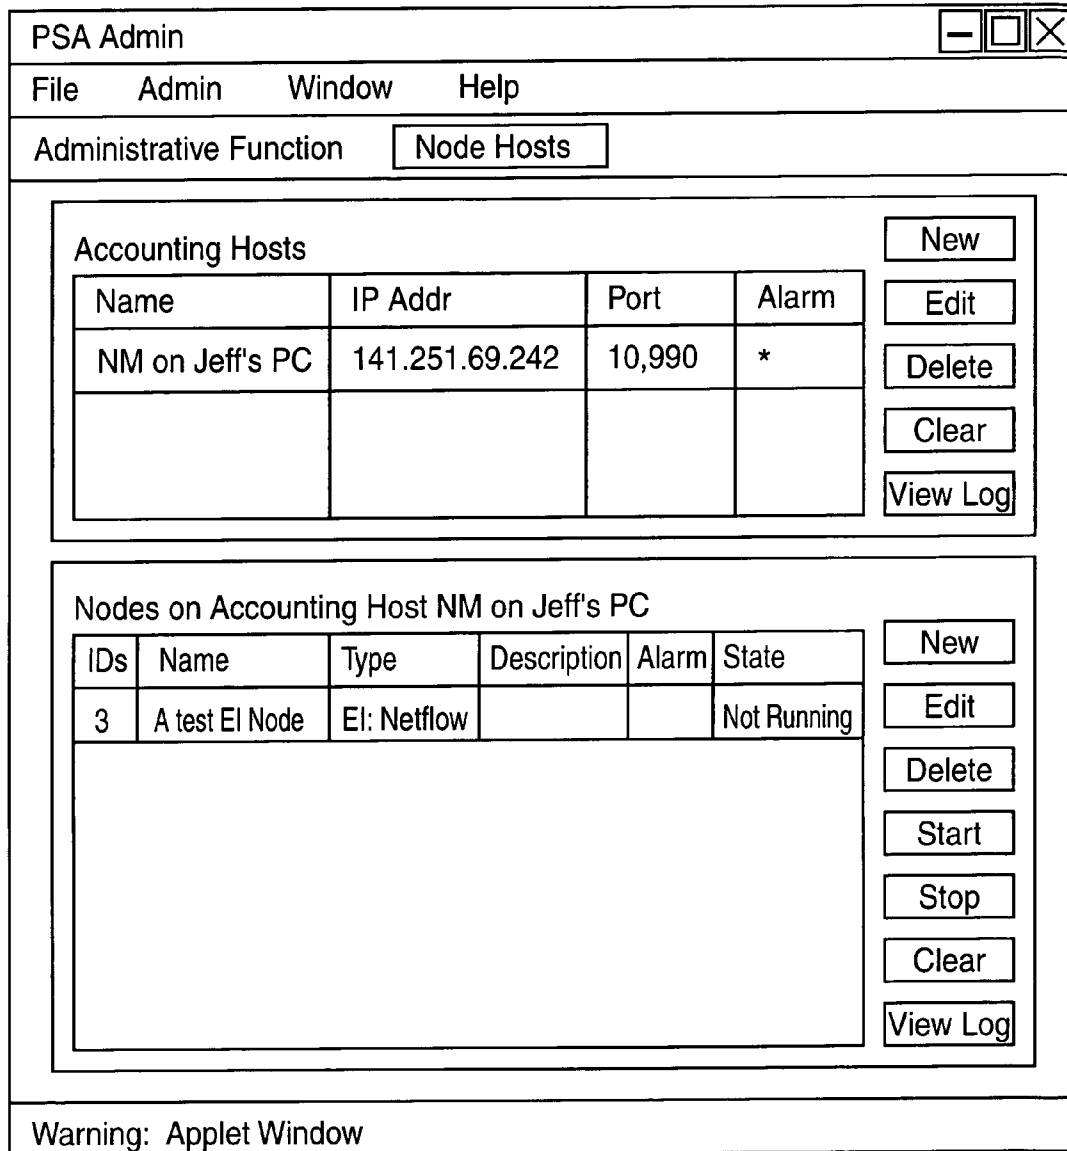 PSA Admin
File Admin Window Help
Administrative Function Node Hosts
Accounting Hosts
New
Name IP Addr Port Alarm
Edit
NM on Jeff's PC 141.251.69.242 10,990 *
Delete
Clear
View Log
Nodes on Accounting Host NM on Jeff's PC
New
IDs Name Type Description Alarm State
Edit
3 A test EI Node EI: Netflow Not Running
Delete
Start
Stop
Clear
View Log
Warning: Applet Window